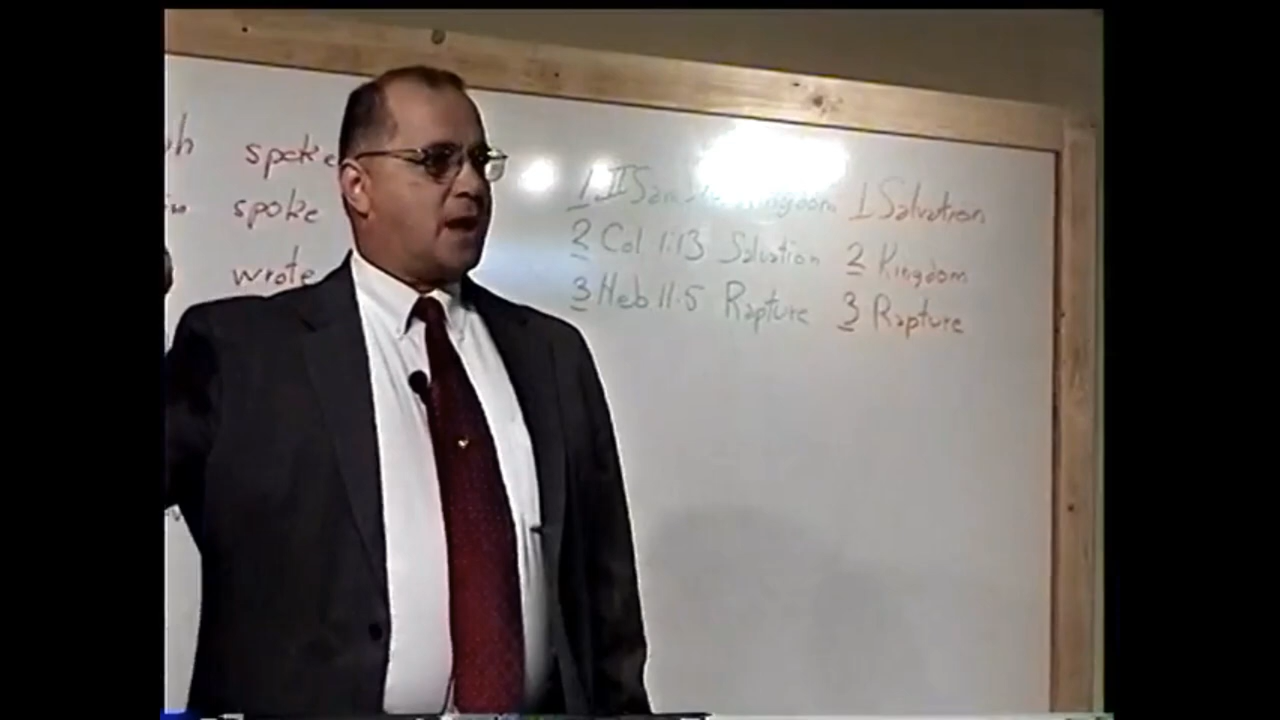 spoke
spoke
wrote
1 II Kingdom 1 Salvation
2 Col 1:13 Salvation 2 Kingdom
3 Heb 11:5 Rapture 3 Rapture